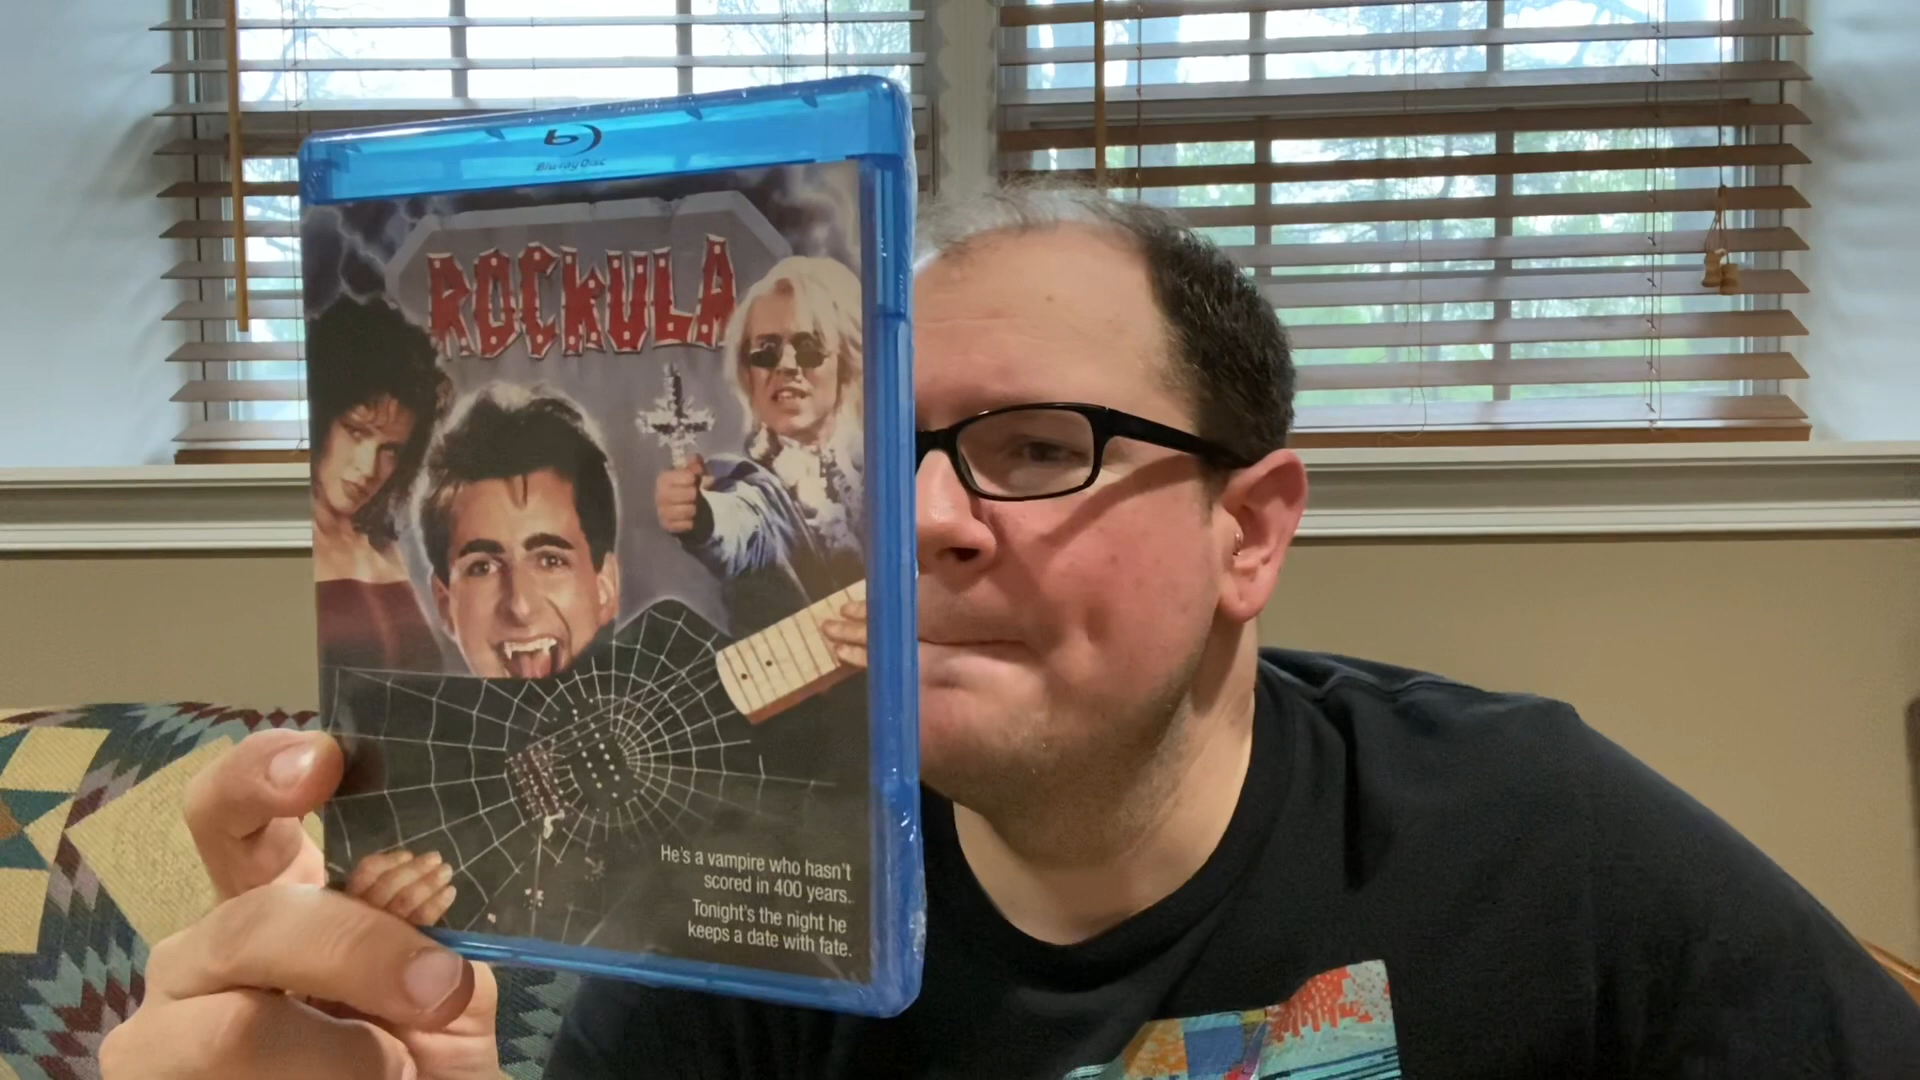 Blu-ray Disc
ROCKULA
He's a vampire who hasn't
scored in 400 years.
Tonight's the night he
keeps a date with fate.